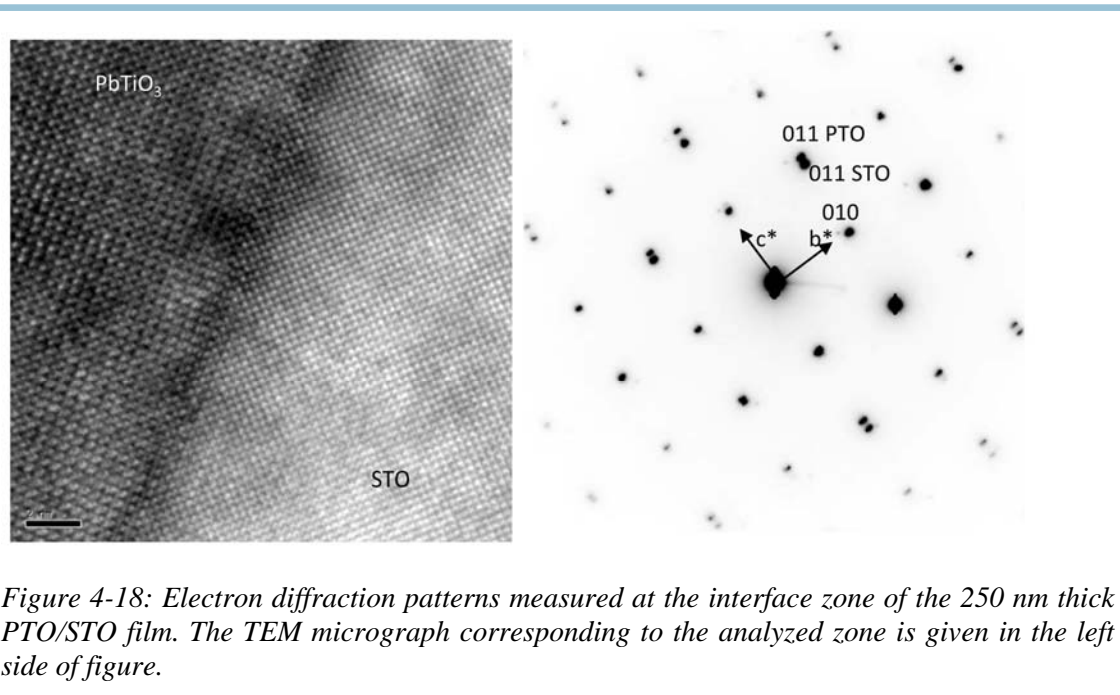 PbTiO₃
STO
011 PTO
011 STO
010
c*
b*
Figure 4-18: Electron diffraction patterns measured at the interface zone of the 250 nm thick
PTO/STO film. The TEM micrograph corresponding to the analyzed zone is given in the left
side of figure.